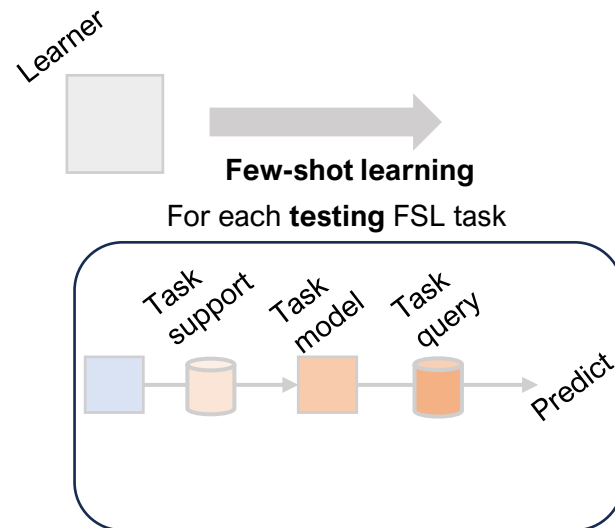 Learner
Few-shot learning
For each testing FSL task
Task
support
Task
model
Task
query
Predict